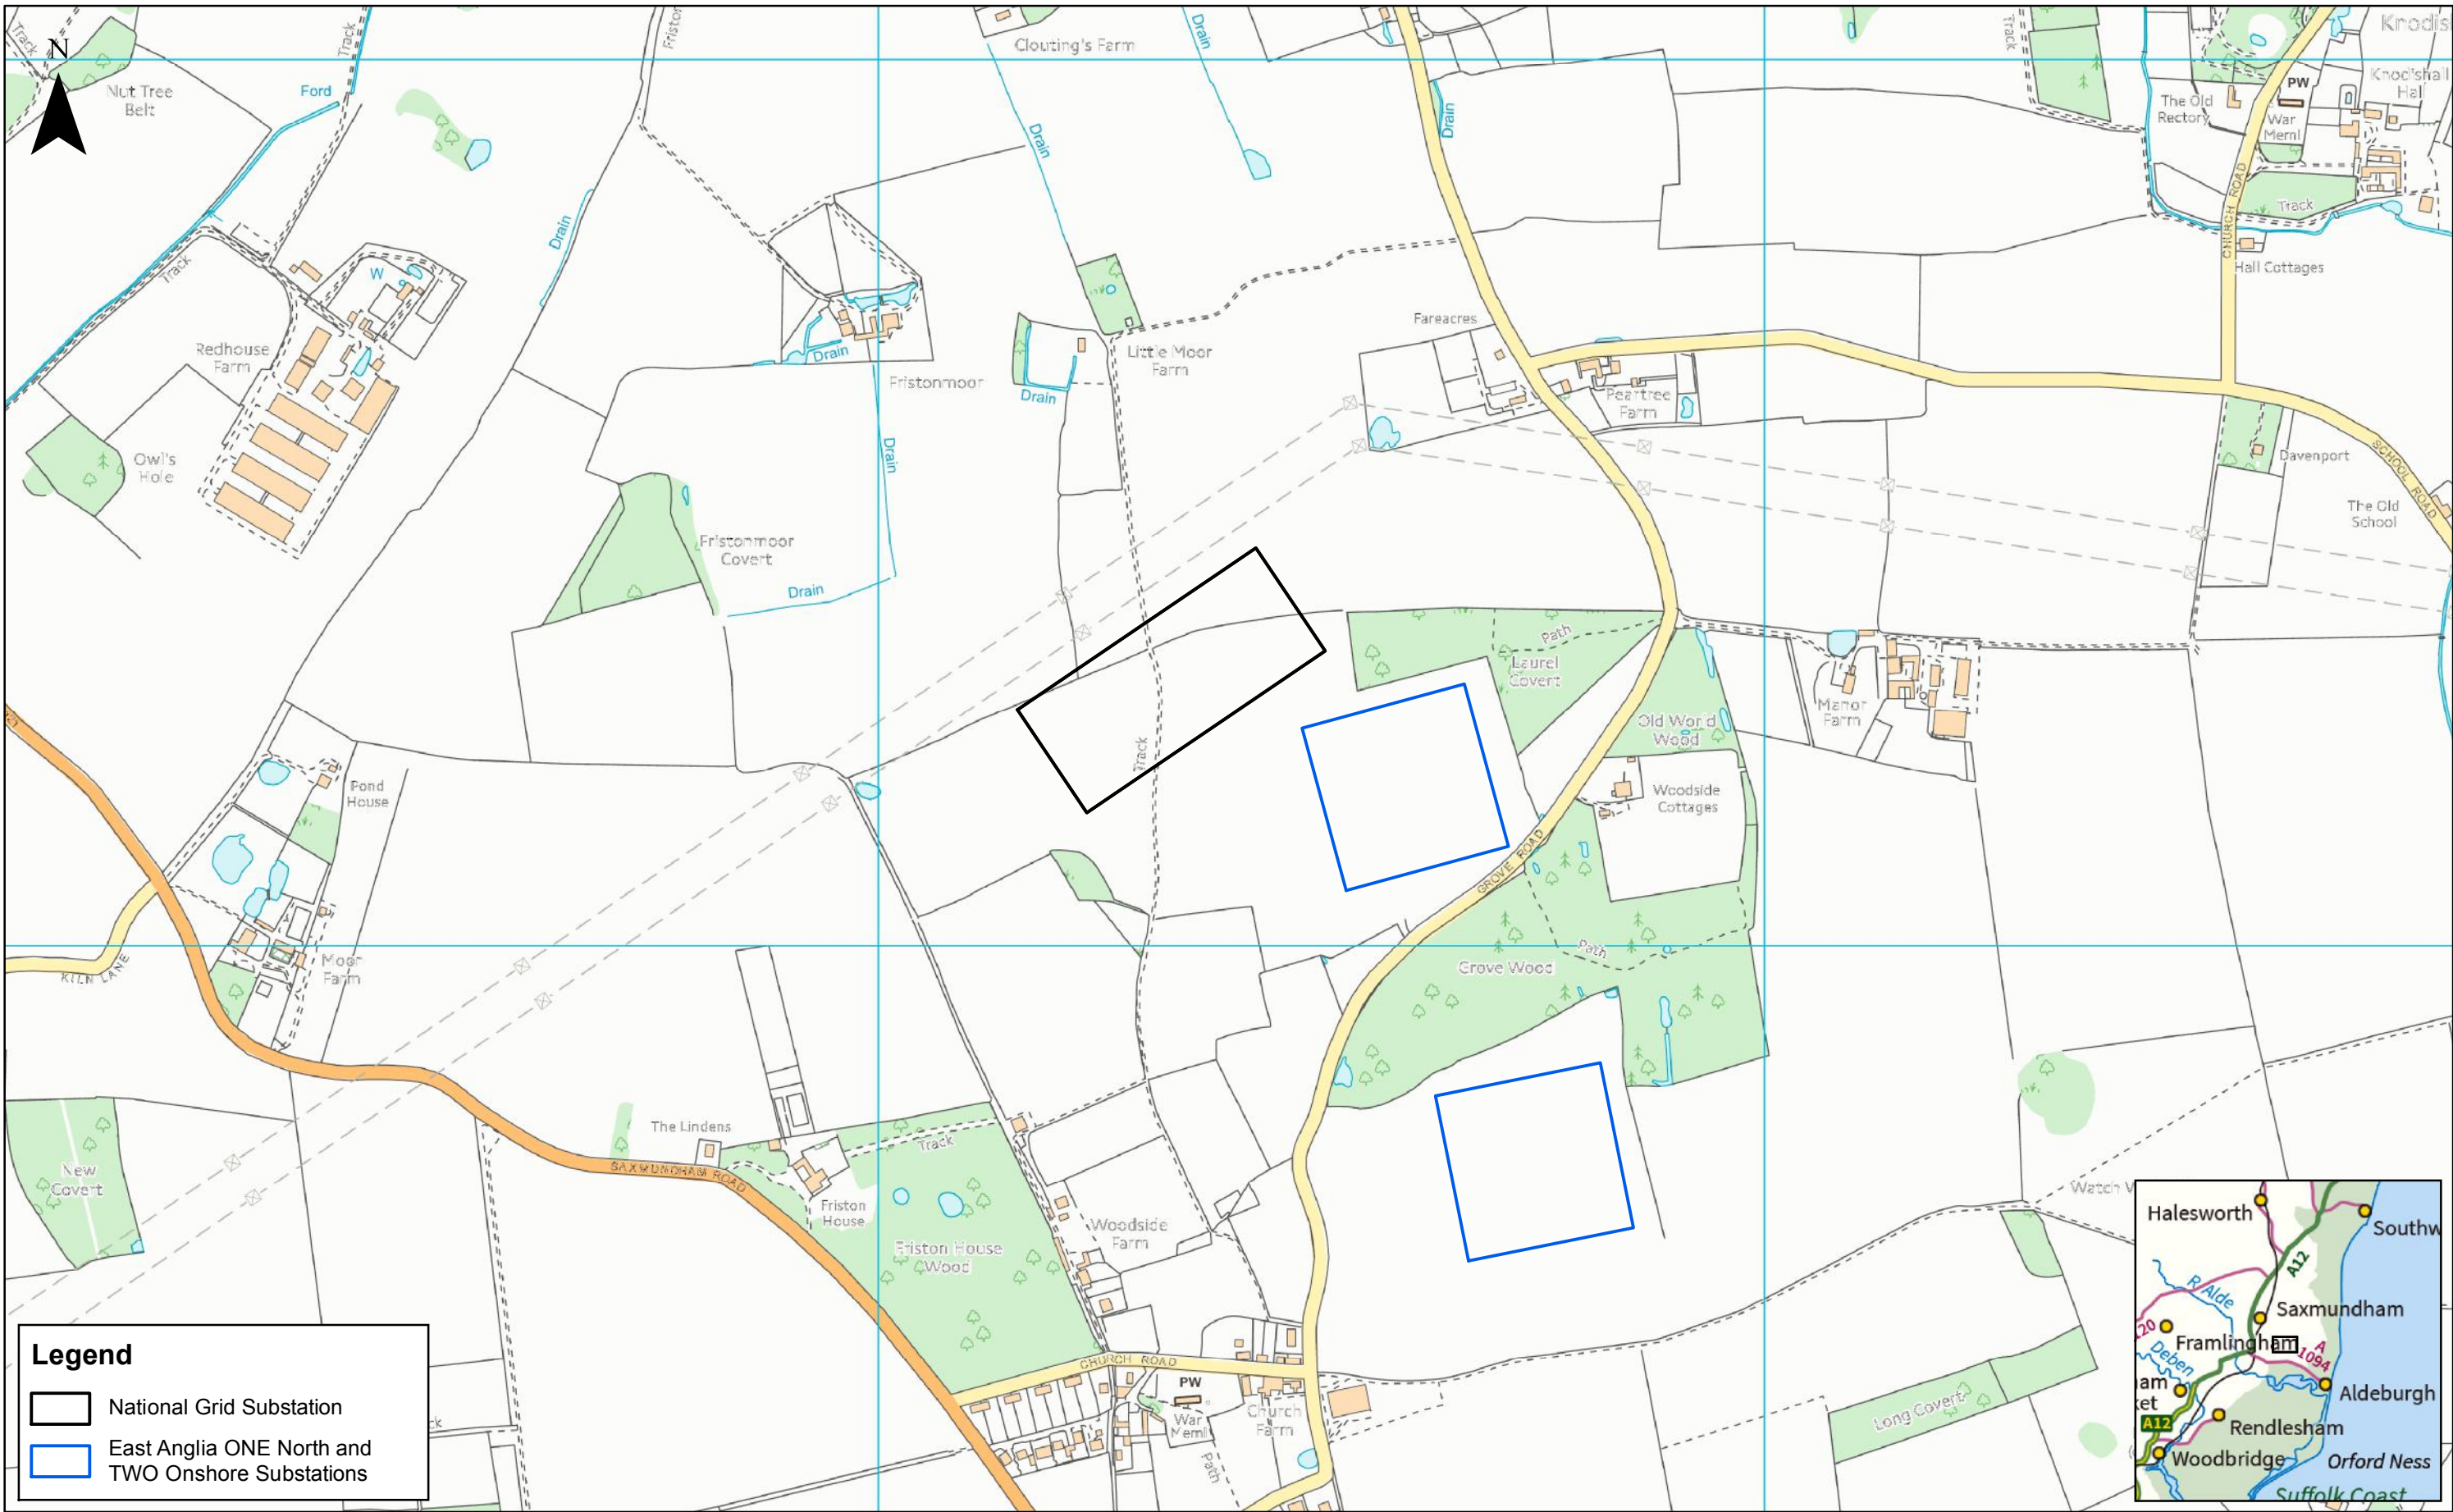 N
Track
Track
Friston
Clouting's Farm
Drain
Track
Nut Tree
Belt
Ford
Drain
Drain
PW
Knodishall
Hall
The Old
Rectory
War
Meml
CHURCH ROAD
Track
Hall Cottages
Track
W
Drain
Redhouse
Farm
Drain
Fristonmoor
Little Moor
Farm
Drain
Fareacres
Peartree
Farm
Owl's
Hole
Drain
Davenport
SCHOOL ROAD
The Old
School
Fristonmoor
Covert
Drain
Path
Laurel
Covert
Old World
Wood
Manor
Farm
Track
Pond
House
Woodside
Cottages
GROVE ROAD
KILN LANE
Moor
Farm
Grove Wood
Path
New
Covert
The Lindens
SAXMUNDHAM ROAD
Track
Friston
House
Friston House
Wood
Woodside
Farm
Watch
CHURCH ROAD
PW
War
Meml
Church
Farm
Path
Long Covert
Legend
National Grid Substation
East Anglia ONE North and
TWO Onshore Substations
Halesworth
Southw
A12
R Alde
Saxmundham
Framlingham
A
1094
Deben
Aldeburgh
A12
Rendlesham
Woodbridge
Orford Ness
Suffolk Coast